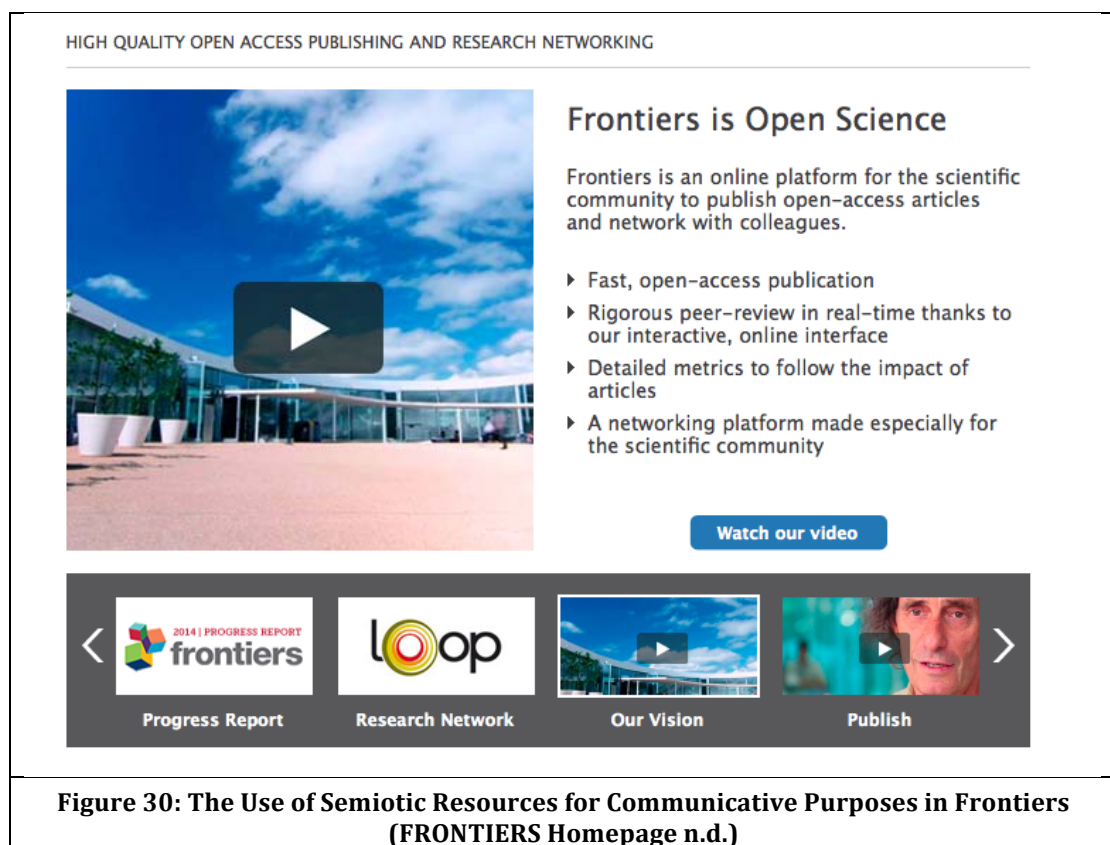 HIGH QUALITY OPEN ACCESS PUBLISHING AND RESEARCH NETWORKING
Frontiers is Open Science
Frontiers is an online platform for the scientific
community to publish open-access articles
and network with colleagues.
Fast, open-access publication
Rigorous peer-review in real-time thanks to
our interactive, online interface
Detailed metrics to follow the impact of
articles
A networking platform made especially for
the scientific community
Watch our video
2014 | PROGRESS REPORT
frontiers
loop
Progress Report
Research Network
Our Vision
Publish
Figure 30: The Use of Semiotic Resources for Communicative Purposes in Frontiers
(FRONTIERS Homepage n.d.)